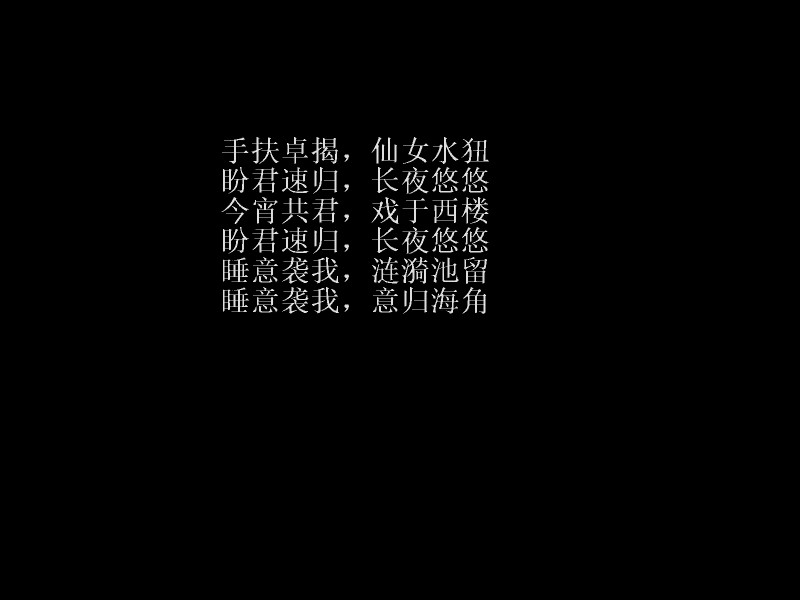 手扶卓揭，仙女水狃
盼君速归，长夜悠悠
今宵共君，戏于西楼
盼君速归，长夜悠悠
睡意袭我，涟漪池留
睡意袭我，意归海角